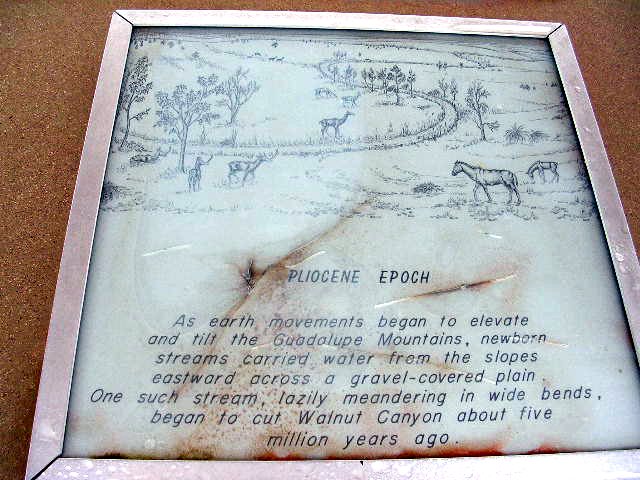 PLIOCENE EPOCH
As earth movements began to elevate
and tilt the Guadalupe Mountains, newborn
streams carried water from the slopes
eastward across a gravel-covered plain.
One such stream, lazily meandering in wide bends,
began to cut Walnut Canyon about five
million years ago.